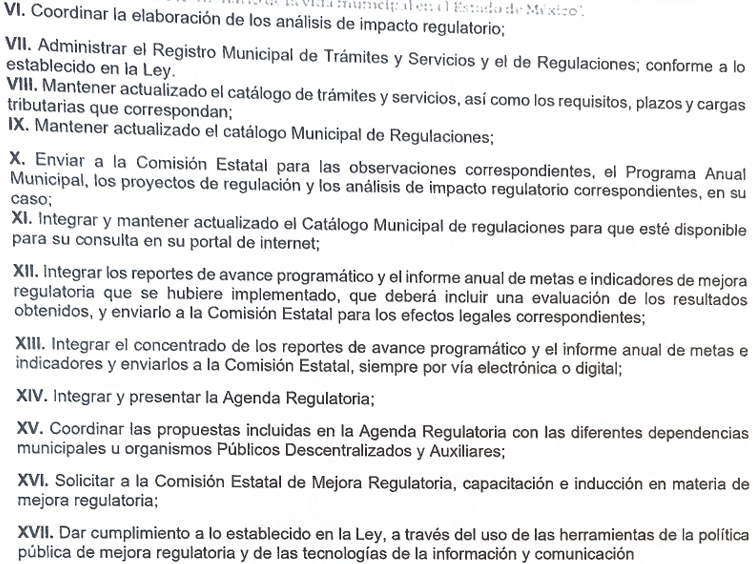 la vida municipal en el Estado de México".
VI. Coordinar la elaboración de los análisis de impacto regulatorio;
VII. Administrar el Registro Municipal de Trámites y Servicios y el de Regulaciones; conforme a lo
establecido en la Ley.
VIII. Mantener actualizado el catálogo de trámites y servicios, así como los requisitos, plazos y cargas
tributarias que correspondan;
IX. Mantener actualizado el catálogo Municipal de Regulaciones;
X. Enviar a la Comisión Estatal para las observaciones correspondientes, el Programa Anual
Municipal, los proyectos de regulación y los análisis de impacto regulatorio correspondientes, en su
caso;
XI. Integrar y mantener actualizado el Catálogo Municipal de regulaciones para que esté disponible
para su consulta en su portal de internet;
XII. Integrar los reportes de avance programático y el informe anual de metas e indicadores de mejora
regulatoria que se hubiere implementado, que deberá incluir una evaluación de los resultados
obtenidos, y enviarlo a la Comisión Estatal para los efectos legales correspondientes;
XIII. Integrar el concentrado de los reportes de avance programático y el informe anual de metas e
indicadores y enviarlos a la Comisión Estatal, siempre por vía electrónica o digital;
XIV. Integrar y presentar la Agenda Regulatoria;
XV. Coordinar las propuestas incluidas en la Agenda Regulatoria con las diferentes dependencias
municipales u organismos Públicos Descentralizados y Auxiliares;
XVI. Solicitar a la Comisión Estatal de Mejora Regulatoria, capacitación e inducción en materia de
mejora regulatoria;
XVII. Dar cumplimiento a lo establecido en la Ley, a través del uso de las herramientas de la política
pública de mejora regulatoria y de las tecnologías de la información y comunicación